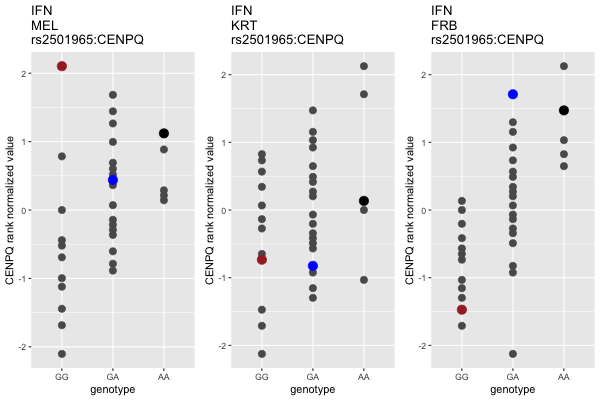 IFN
MEL
rs2501965:CENPQ
CENPQ rank normalized value
2
1
0
-1
-2
GG GA AA
genotype
IFN
KRT
rs2501965:CENPQ
CENPQ rank normalized value
2
1
0
-1
-2
GG GA AA
genotype
IFN
FRB
rs2501965:CENPQ
CENPQ rank normalized value
2
1
0
-1
-2
GG GA AA
genotype